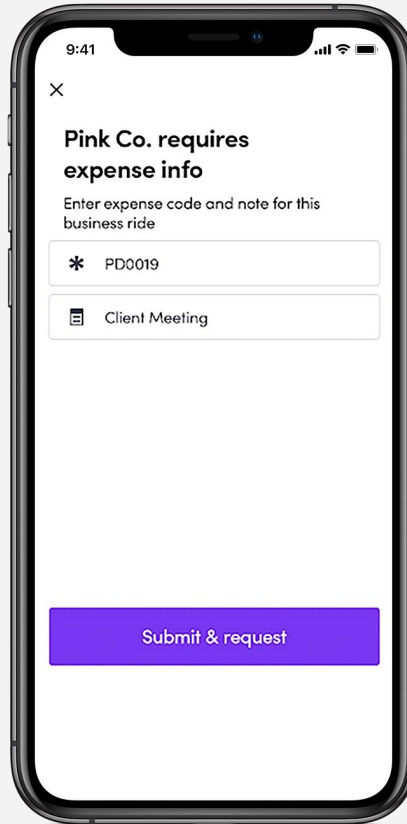 9:41
Pink Co. requires
expense info
Enter expense code and note for this
business ride
PD0019
Client Meeting
Submit & request